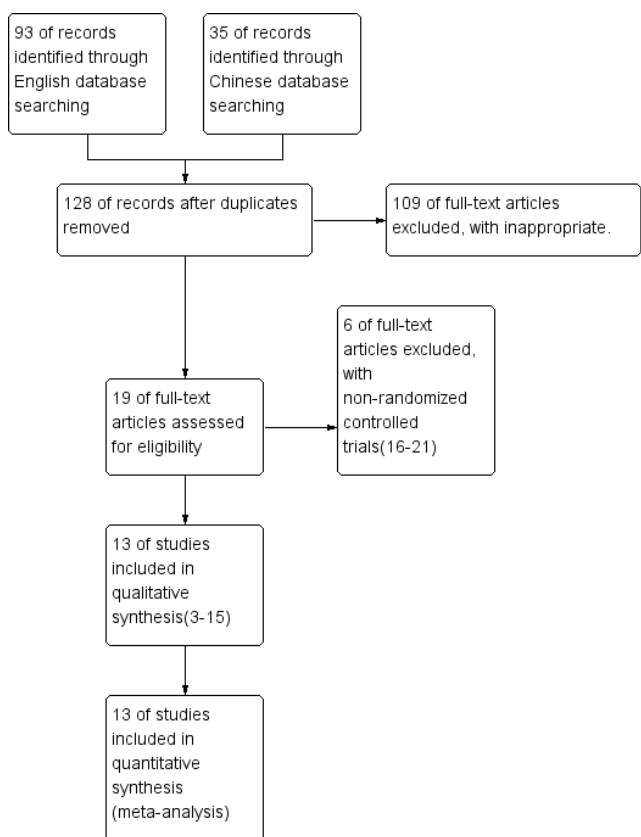 93 of records
identified through
English database
searching
35 of records
identified through
Chinese database
searching
128 of records after duplicates
removed
109 of full-text articles
excluded, with inappropriate.
6 of full-text
articles excluded,
with
non-randomized
controlled
trials(16-21)
19 of full-text
articles assessed
for eligibility
13 of studies
included in
qualitative
synthesis(3-15)
13 of studies
included in
quantitative
synthesis
(meta-analysis)